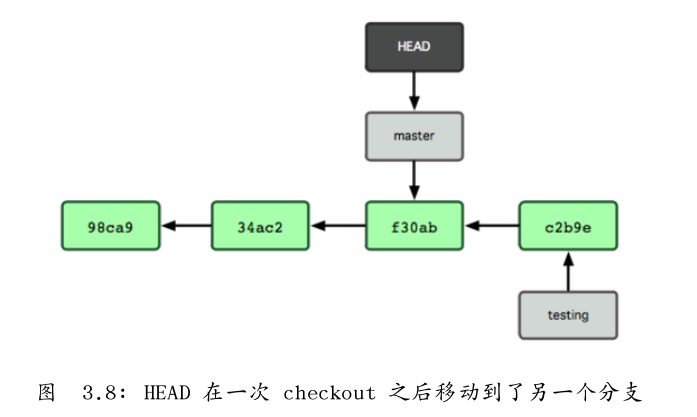 HEAD
master
98ca9
34ac2
f30ab
c2b9e
testing
图 3.8: HEAD 在一次 checkout 之后移动到了另一个分支